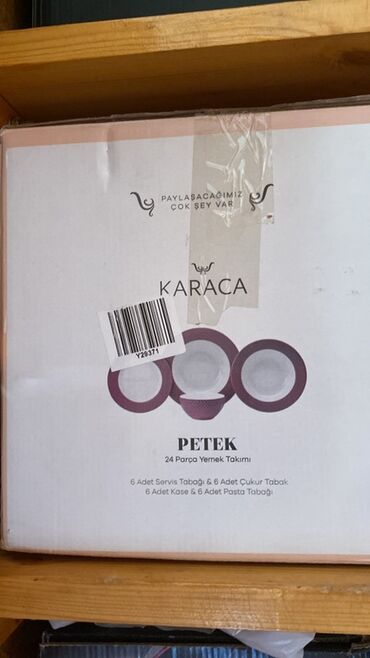 PAYLAŞACAĞIMIZ
ÇOK ŞEY VAR
KARACA
Y29371
PETEK
24 Parça Yemek Takımı
6 Adet Servis Tabağı & 6 Adet Çukur Tabak
6 Adet Kase & 6 Adet Pasta Tabağı